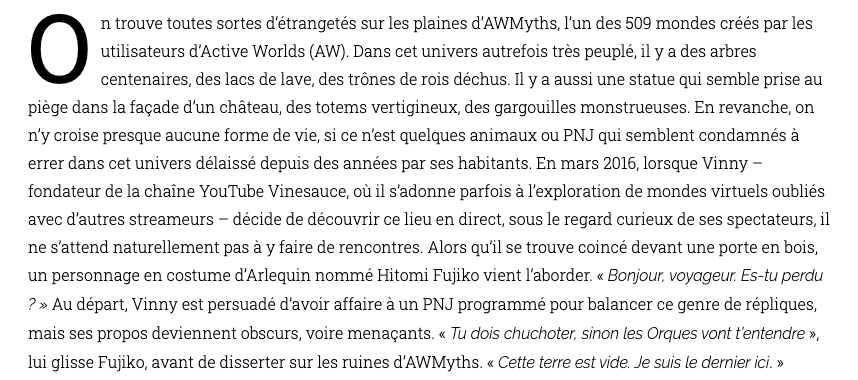 On trouve toutes sortes d’étrangetés sur les plaines d’AWMyths, l’un des 509 mondes créés par les
utilisateurs d’Active Worlds (AW). Dans cet univers autrefois très peuplé, il y a des arbres
centenaires, des lacs de lave, des trônes de rois déchus. Il y a aussi une statue qui semble prise au
piège dans la façade d’un château, des totems vertigineux, des gargouilles monstrueuses. En revanche, on
n’y croise presque aucune forme de vie, si ce n’est quelques animaux ou PNJ qui semblent condamnés à
errer dans cet univers délaissé depuis des années par ses habitants. En mars 2016, lorsque Vinny –
fondateur de la chaîne YouTube Vinesauce, où il s’adonne parfois à l’exploration de mondes virtuels oubliés
avec d’autres streameurs – décide de découvrir ce lieu en direct, sous le regard curieux de ses spectateurs, il
ne s’attend naturellement pas à y faire de rencontres. Alors qu’il se trouve coincé devant une porte en bois,
un personnage en costume d’Arlequin nommé Hitomi Fujiko vient l’aborder. « Bonjour, voyageur. Es-tu perdu
? » Au départ, Vinny est persuadé d’avoir affaire à un PNJ programmé pour balancer ce genre de répliques,
mais ses propos deviennent obscurs, voire menaçants. « Tu dois chuchoter, sinon les Orques vont t’entendre »,
lui glisse Fujiko, avant de disserter sur les ruines d’AWMyths. « Cette terre est vide. Je suis le dernier ici. »